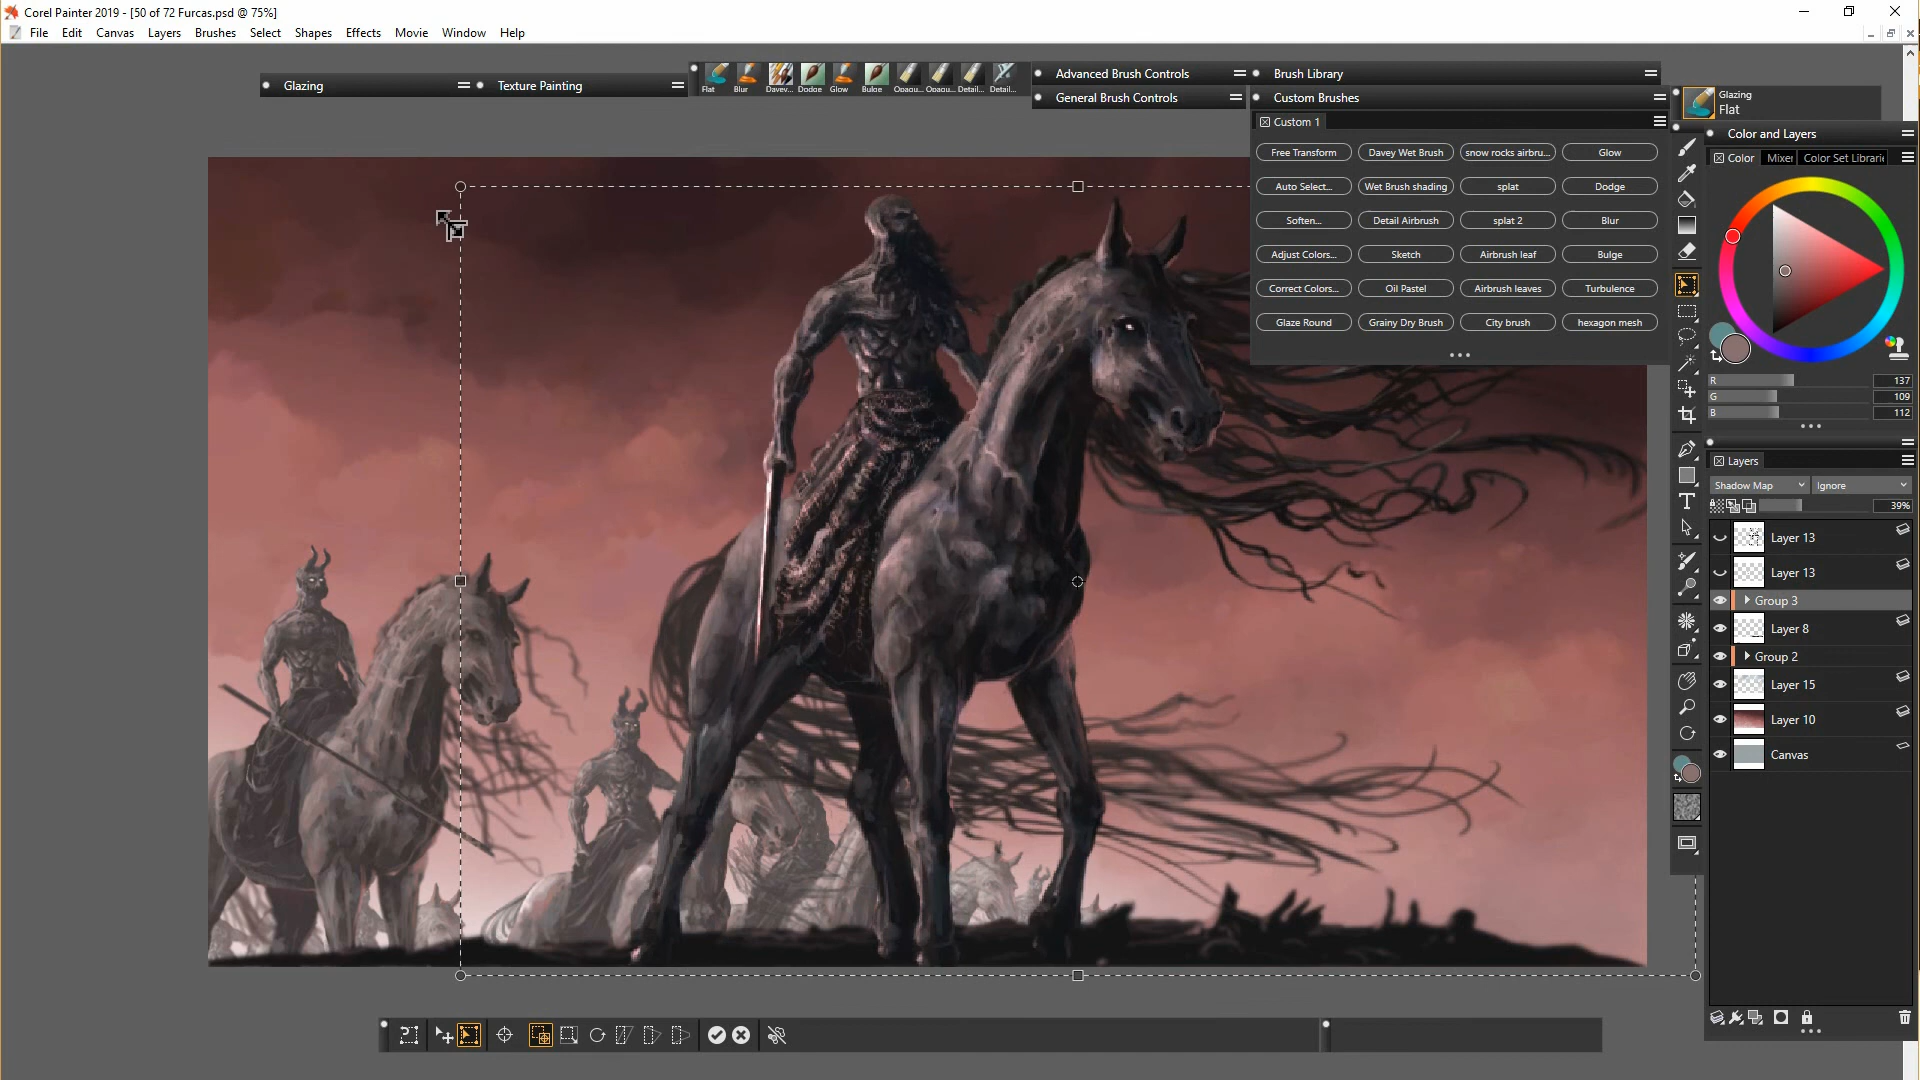 Corel Painter 2019 - [50 of 72 Furcas.psd @ 75%]
File Edit Canvas Layers Brushes Select Shapes Effects Movie Window Help
Glazing
Texture Painting
Flat Blur Davey... Dodge Glow Bulge Opaqu... Opaqu... Detail... Detail...
Advanced Brush Controls
General Brush Controls
Brush Library
Custom Brushes
Custom 1
Free Transform Davey Wet Brush snow rocks airbru... Glow
Auto Select... Wet Brush shading splat Dodge
Soften... Detail Airbrush splat 2 Blur
Adjust Colors... Sketch Airbrush leaf Bulge
Correct Colors... Oil Pastel Airbrush leaves Turbulence
Glaze Round Grainy Dry Brush City brush hexagon mesh
Glazing
Flat
Color and Layers
Color Mixer Color Set Librarie
R 137
G 109
B 112
Layers
Shadow Map Ignore
39%
Layer 13
Layer 13
Group 3
Layer 8
Group 2
Layer 15
Layer 10
Canvas